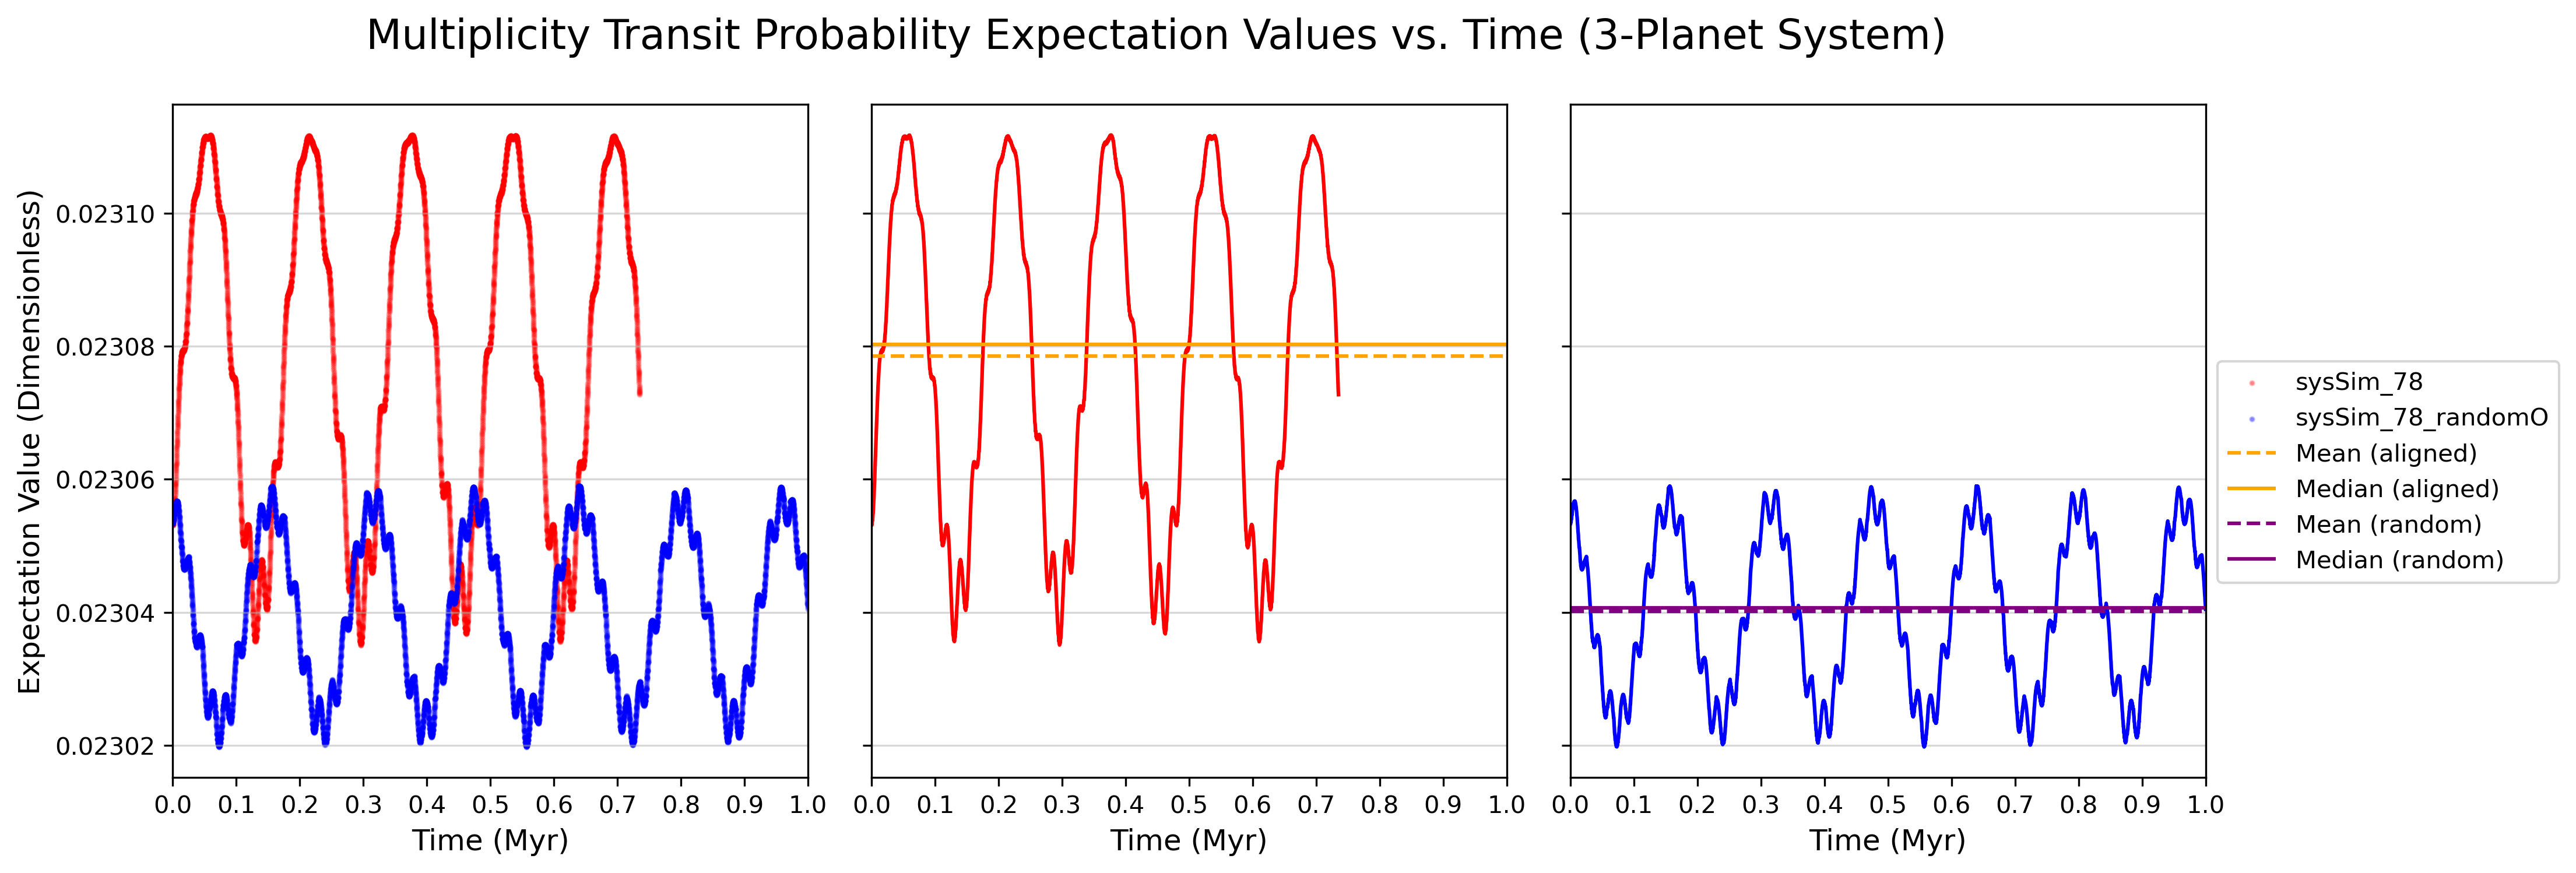 Multiplicity Transit Probability Expectation Values vs. Time (3-Planet System)
Expectation Value (Dimensionless)
0.02310
0.02308
0.02306
0.02304
0.02302
0.0 0.1 0.2 0.3 0.4 0.5 0.6 0.7 0.8 0.9 1.0
Time (Myr)
0.0 0.1 0.2 0.3 0.4 0.5 0.6 0.7 0.8 0.9 1.0
Time (Myr)
0.0 0.1 0.2 0.3 0.4 0.5 0.6 0.7 0.8 0.9 1.0
Time (Myr)
sysSim_78
sysSim_78_randomO
Mean (aligned)
Median (aligned)
Mean (random)
Median (random)